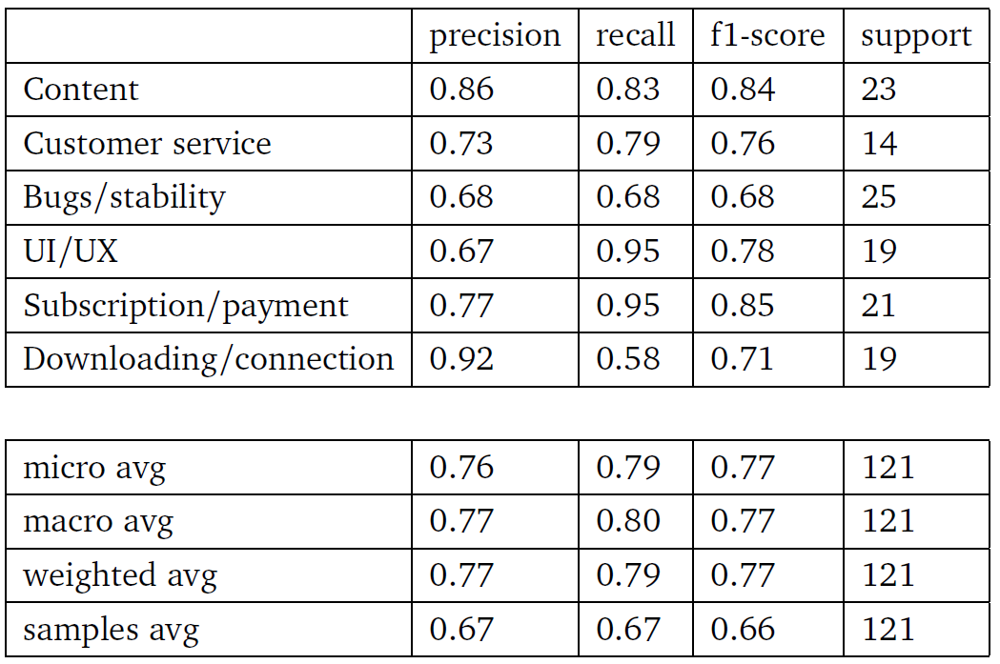 precision recall f1-score support
Content 0.86 0.83 0.84 23
Customer service 0.73 0.79 0.76 14
Bugs/stability 0.68 0.68 0.68 25
UI/UX 0.67 0.95 0.78 19
Subscription/payment 0.77 0.95 0.85 21
Downloading/connection 0.92 0.58 0.71 19
micro avg 0.76 0.79 0.77 121
macro avg 0.77 0.80 0.77 121
weighted avg 0.77 0.79 0.77 121
samples avg 0.67 0.67 0.66 121